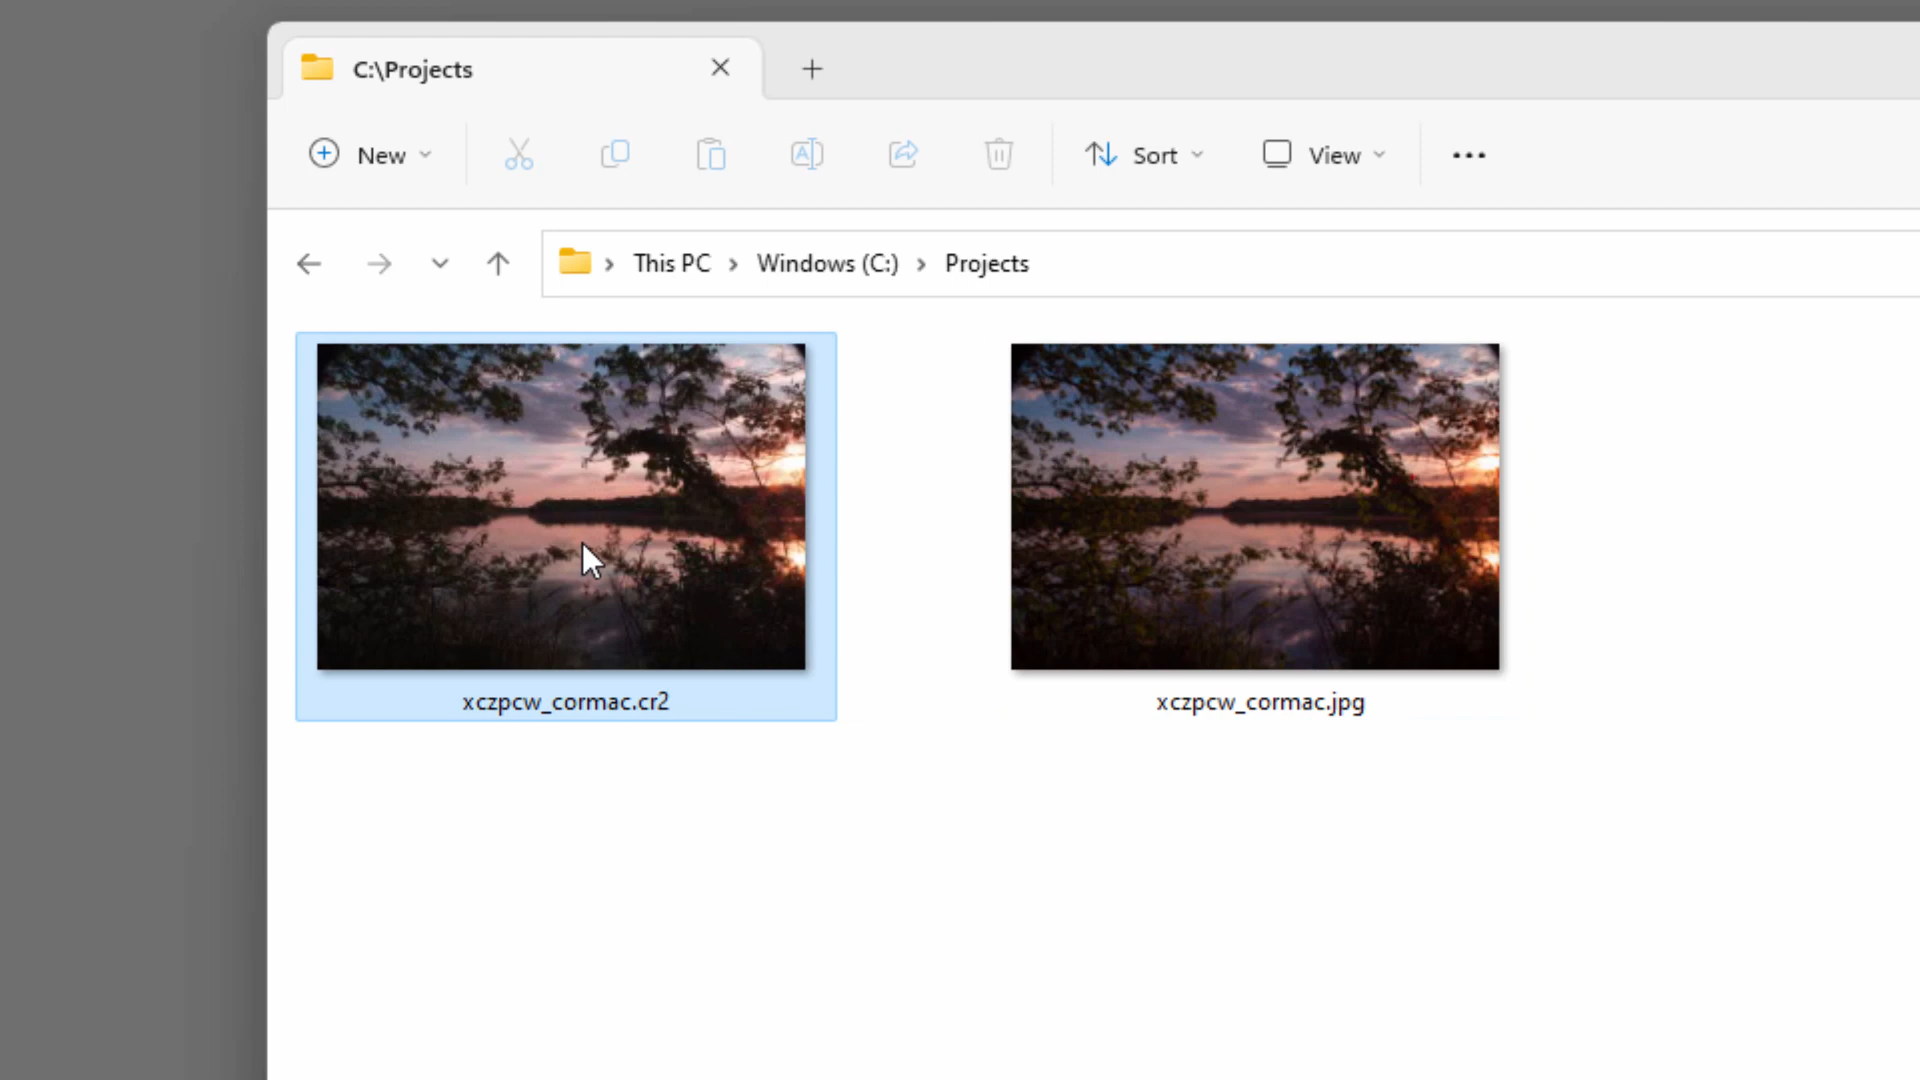 C:\Projects
New
Sort
View
This PC > Windows (C:) > Projects
xczpcw_cormac.cr2
xczpcw_cormac.jpg